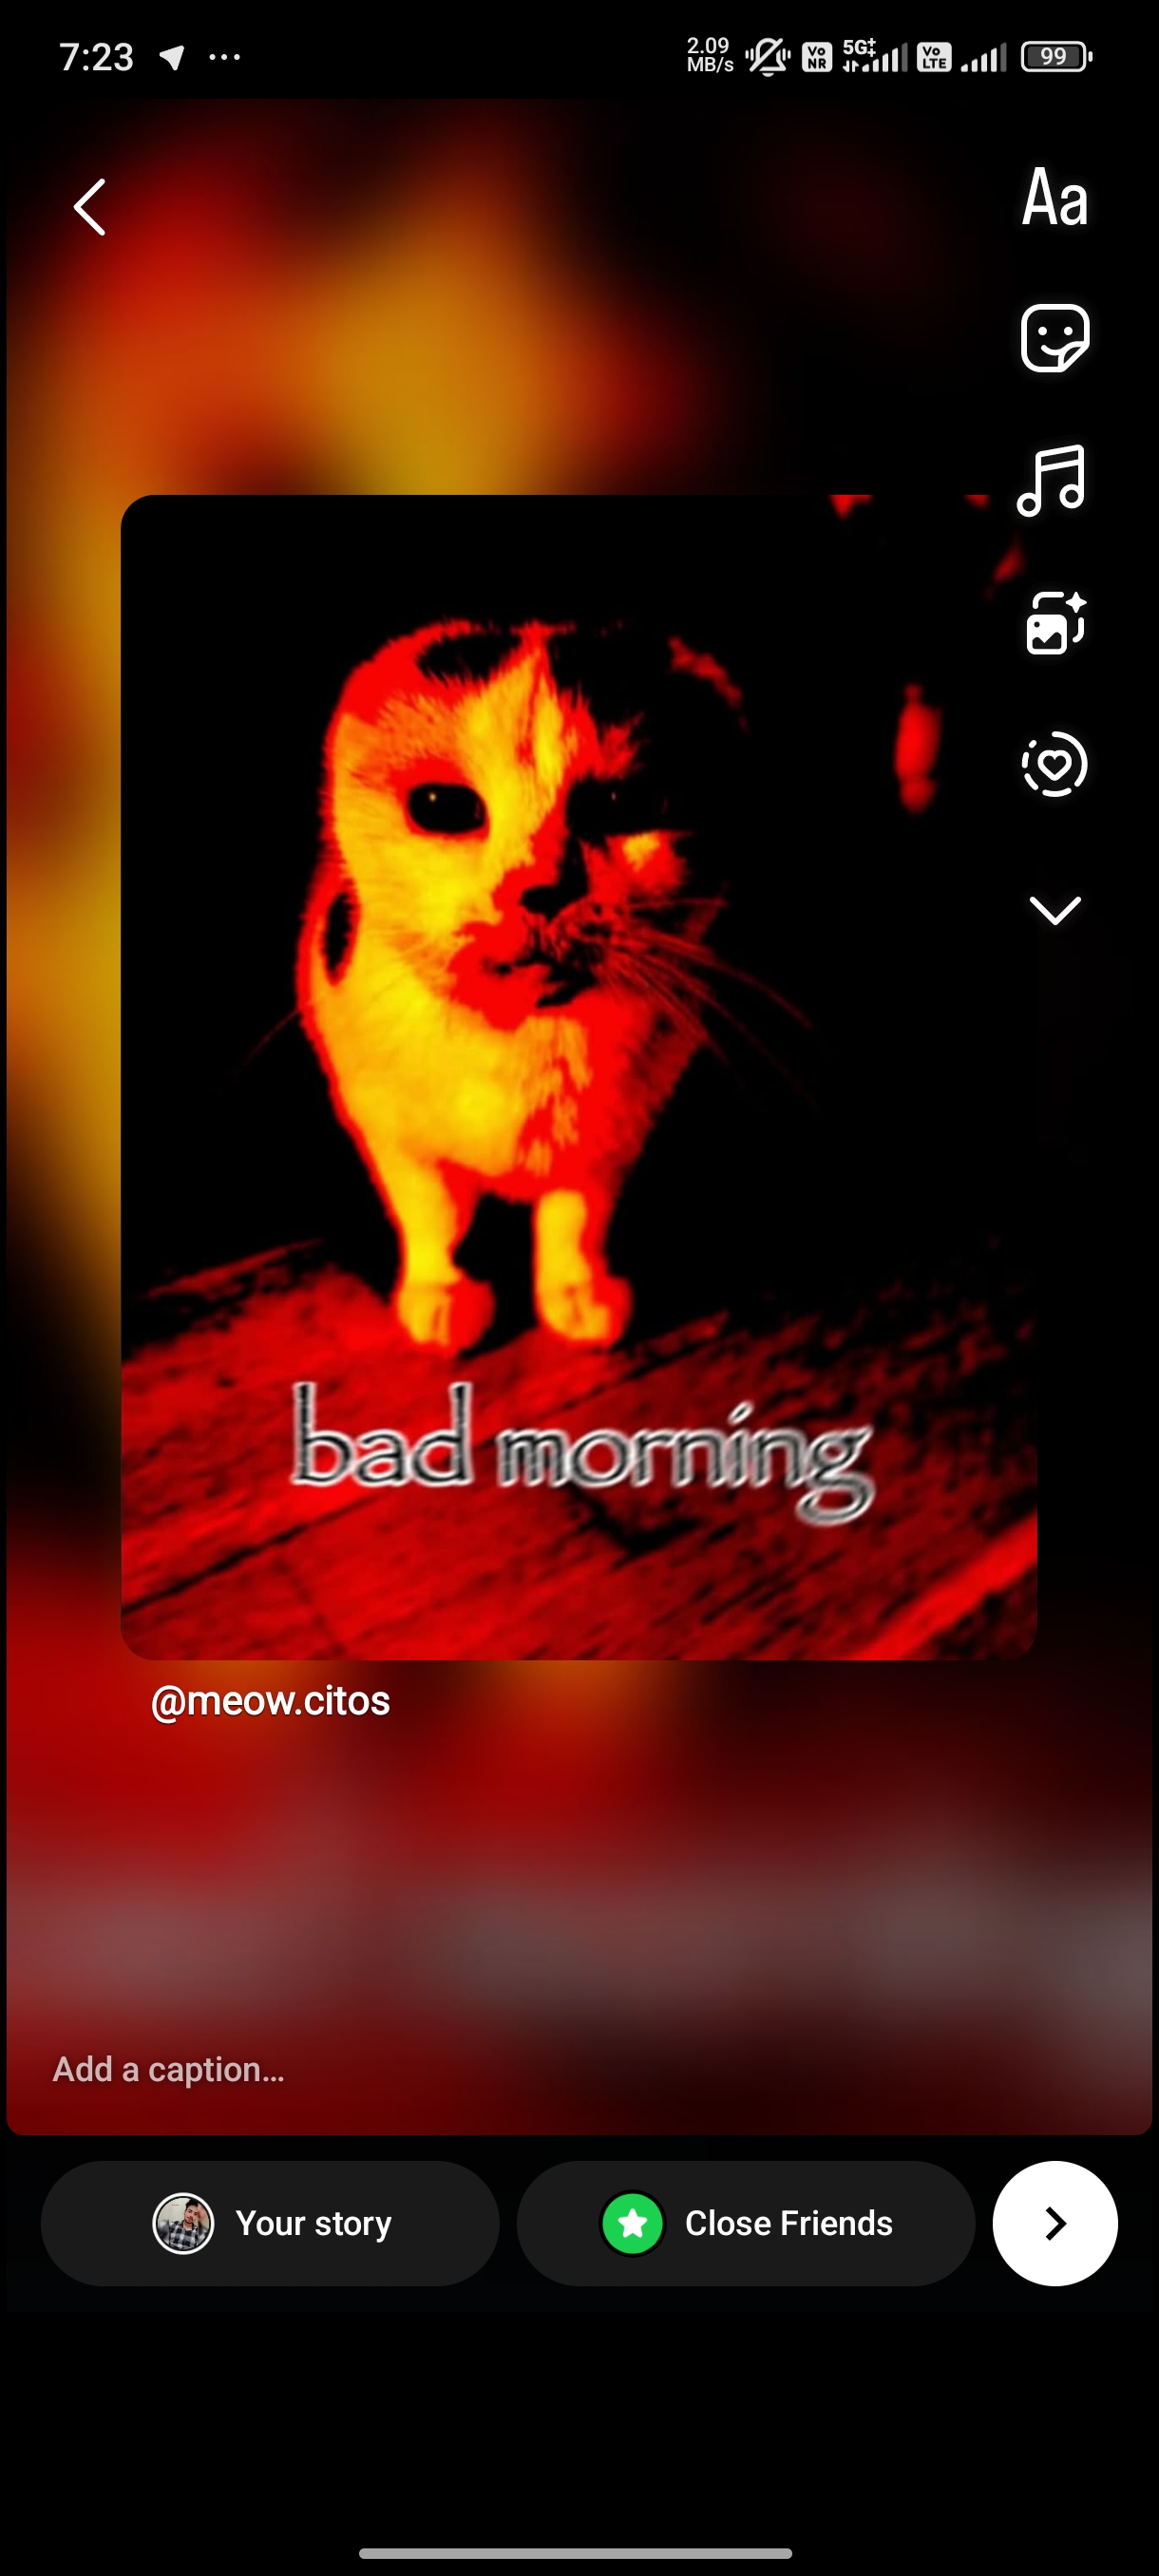 7:23
2.09
MB/s
Vo
NR
5G‡
Vo
LTE
99
Aa
bad morning
@meow.citos
Add a caption...
Your story
Close Friends